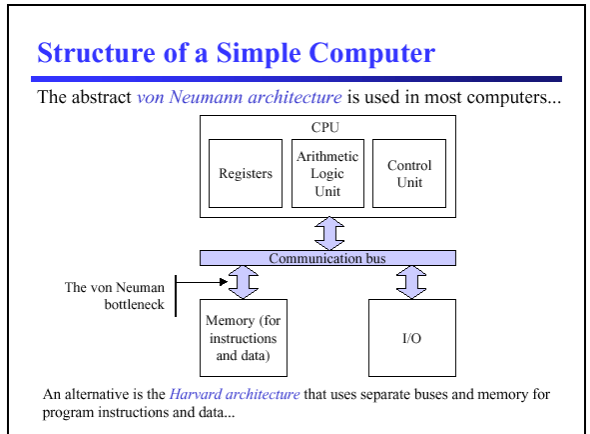 Structure of a Simple Computer
The abstract von Neumann architecture is used in most computers...
CPU
Registers
Arithmetic
Logic
Unit
Control
Unit
Communication bus
The von Neuman
bottleneck
Memory (for
instructions
and data)
I/O
An alternative is the Harvard architecture that uses separate buses and memory for
program instructions and data...